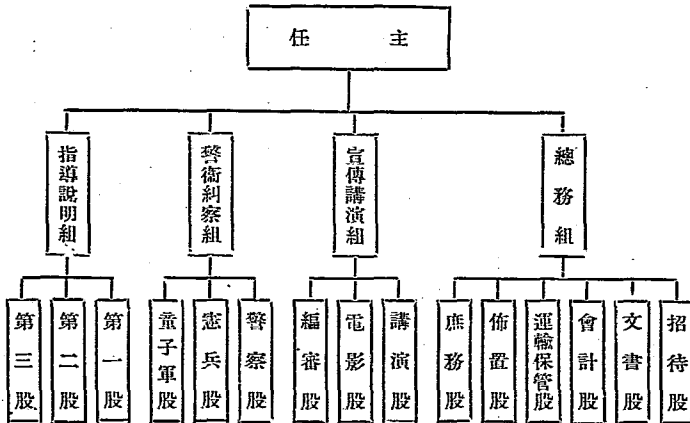 主任
總務組
宣傳講演組
警衛糾察組
指導說明組
招待股
文書股
會計股
運輸保管股
佈置股
庶務股
講演股
電影股
編審股
警察股
憲兵股
童子軍股
第一股
第二股
第三股